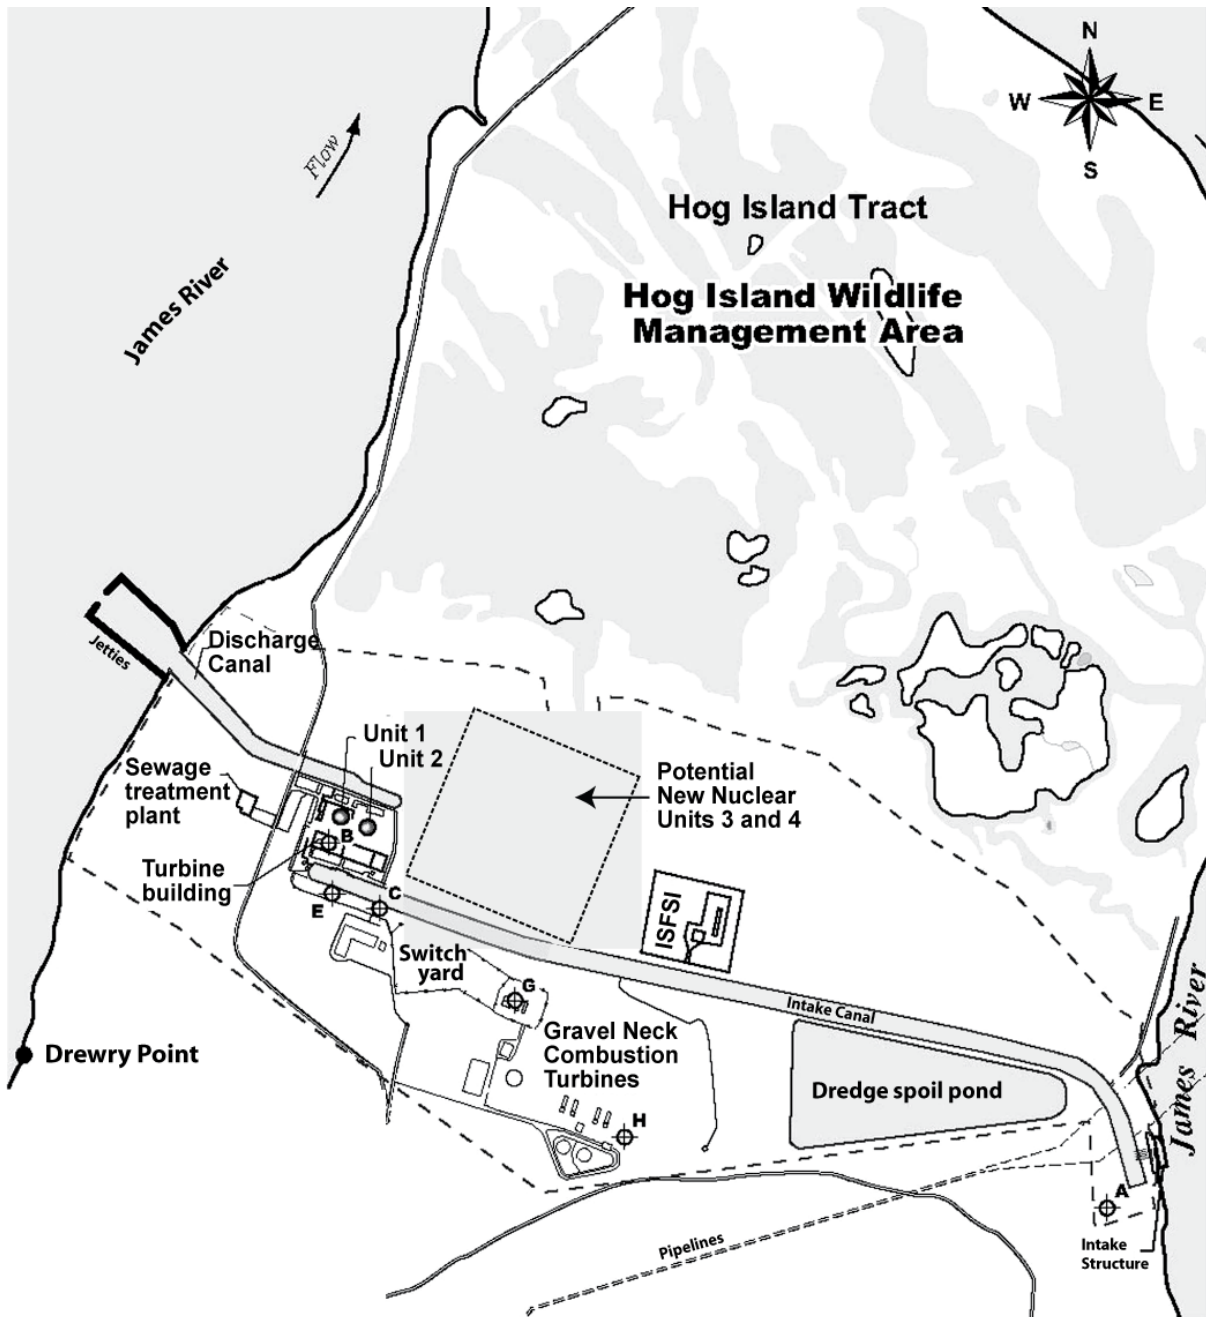 N
W
E
S
Flow
Hog Island Tract
James River
Hog Island Wildlife
Management Area
Jetties
Discharge
Canal
Unit 1
Unit 2
Sewage
treatment
plant
Potential
New Nuclear
Units 3 and 4
B
Turbine
building
C
E
ISFSI
Switch
yard
G
Intake Canal
James River
Gravel Neck
Combustion
Turbines
Drewry Point
Dredge spoil pond
H
A
Pipelines
Intake
Structure